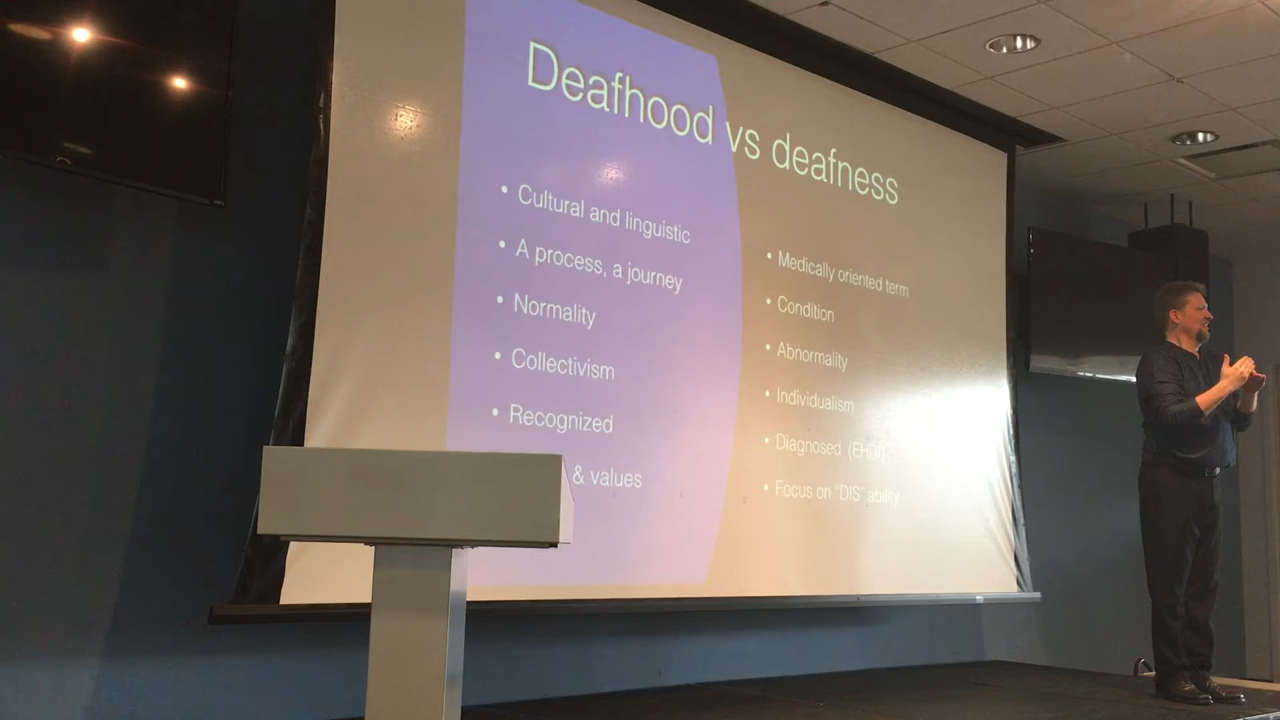 Deafhood vs deafness
• Cultural and linguistic
• A process, a journey
• Normality
• Collectivism
• Recognized
& values
• Medically oriented term
• Condition
• Abnormality
• Individualism
• Diagnosed (EHDI)
• Focus on "DIS" ability